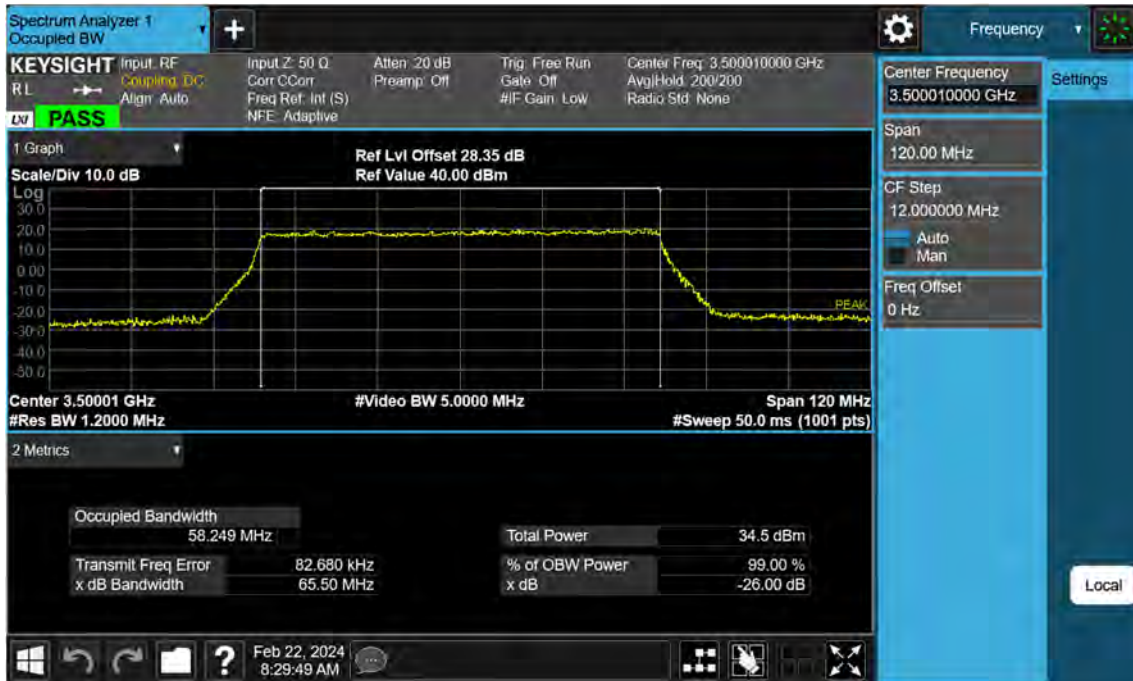 Spectrum Analyzer 1
Occupied BW
Frequency
KEYSIGHT
RL
LXI
PASS
Input: RF
Coupling: DC
Align: Auto
Input Z: 50 Ω
Corr CCorr
Freq Ref: Int (S)
NFE: Adaptive
Atten: 20 dB
Preamp: Off
Trig: Free Run
Gate: Off
#IF Gain: Low
Center Freq: 3.500010000 GHz
Avg|Hold: 200/200
Radio Std: None
Center Frequency
3.500010000 GHz
Settings
Span
120.00 MHz
CF Step
12.000000 MHz
Auto
Man
Freq Offset
0 Hz
Local
1 Graph
Scale/Div 10.0 dB
Ref Lvl Offset 28.35 dB
Ref Value 40.00 dBm
Log
30.0
20.0
10.0
0.00
-10.0
-20.0
-30.0
-40.0
-50.0
PEAK
Center 3.50001 GHz
#Video BW 5.0000 MHz
Span 120 MHz
#Res BW 1.2000 MHz
#Sweep 50.0 ms (1001 pts)
2 Metrics
Occupied Bandwidth
58.249 MHz
Total Power 34.5 dBm
Transmit Freq Error 82.680 kHz
% of OBW Power 99.00 %
x dB Bandwidth 65.50 MHz
x dB -26.00 dB
?
Feb 22, 2024
8:29:49 AM